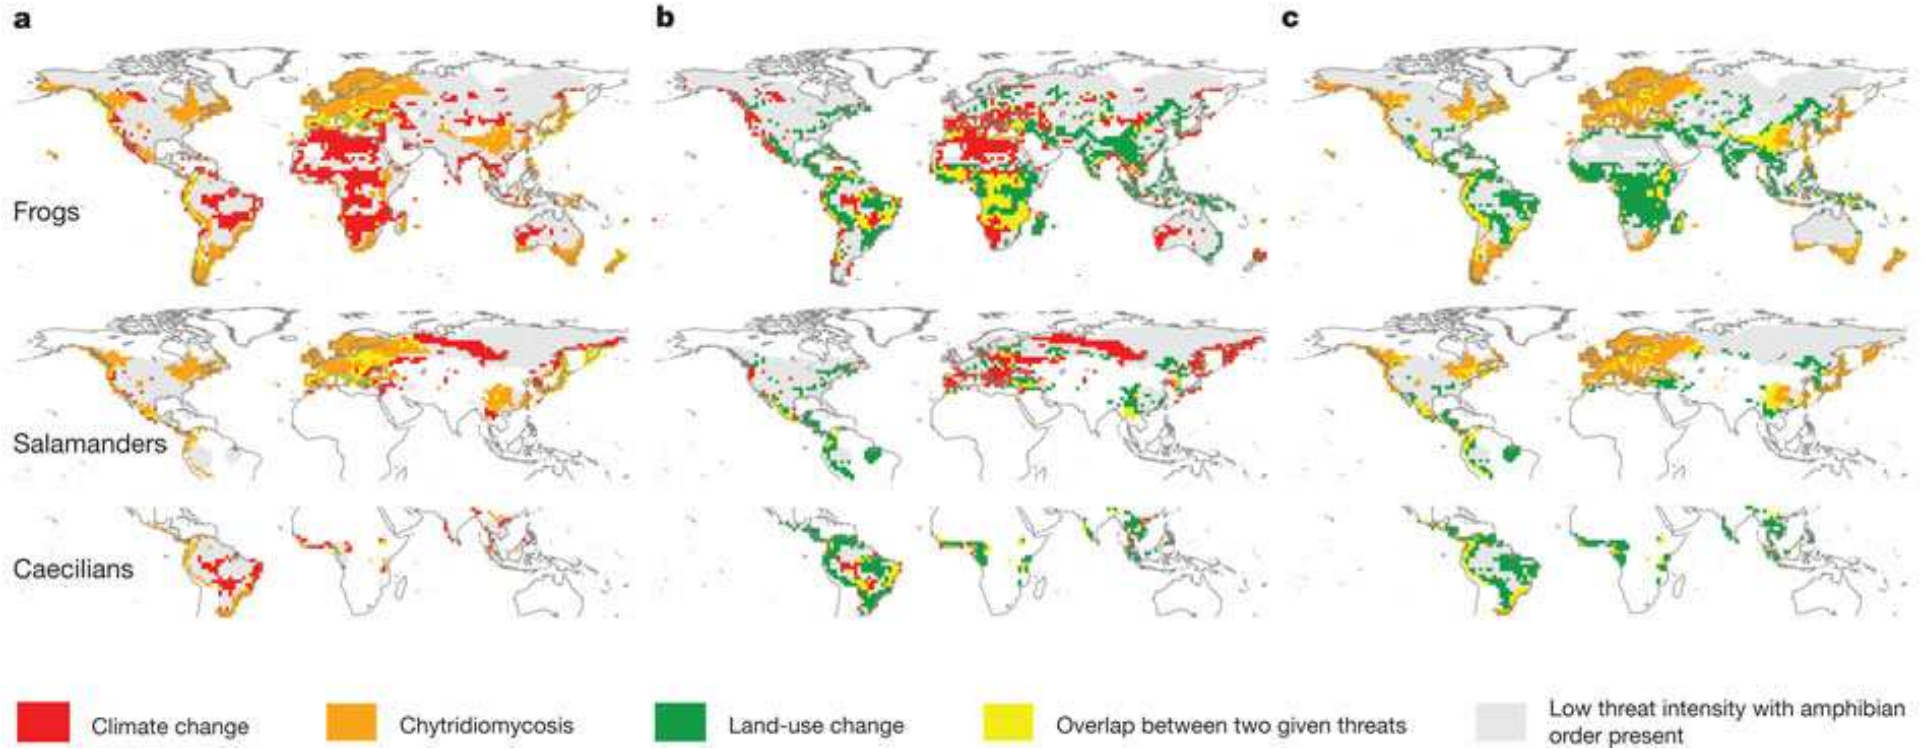 a
b
c
Frogs
Salamanders
Caecilians
Climate change
Chytridiomycosis
Land-use change
Overlap between two given threats
Low threat intensity with amphibian
order present